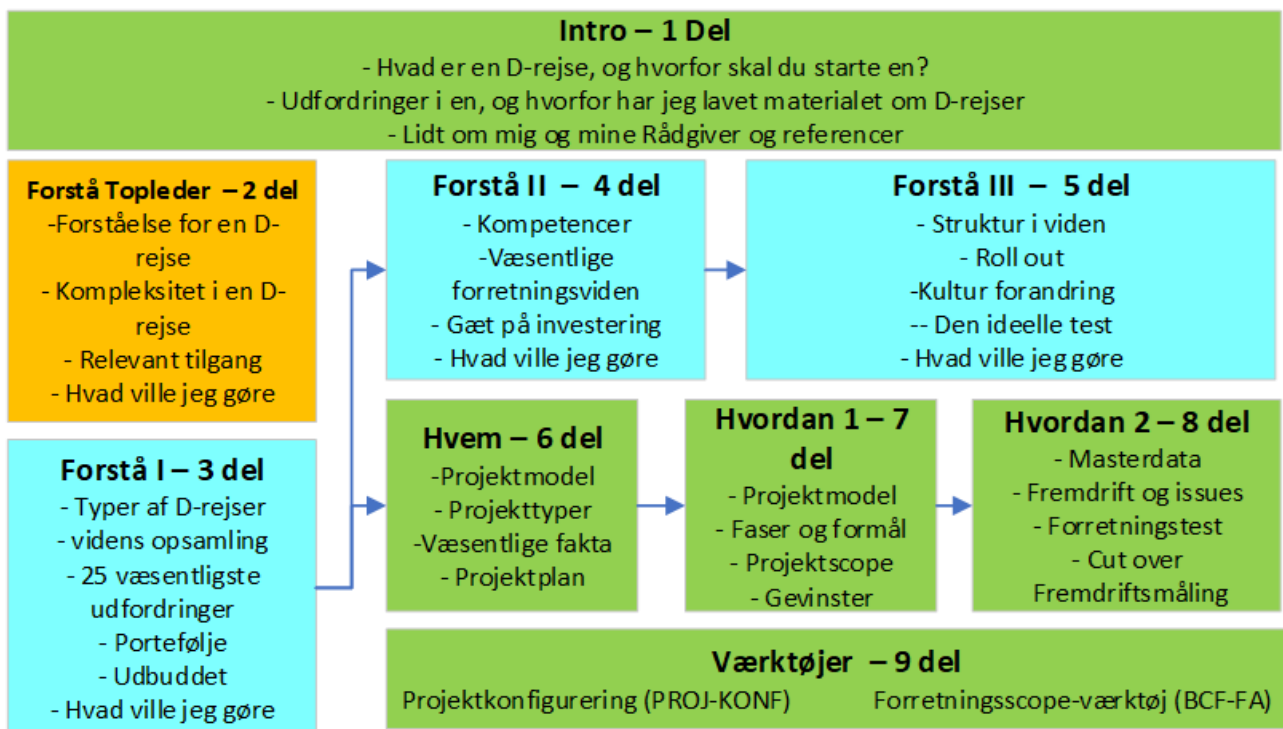 Intro – 1 Del
- Hvad er en D-rejse, og hvorfor skal du starte en?
- Udfordringer i en, og hvorfor har jeg lavet materialet om D-rejser
- Lidt om mig og mine Rådgiver og referencer
Forstå Topleder – 2 del
-Forståelse for en D-
rejse
- Kompleksitet i en D-
rejse
- Relevant tilgang
- Hvad ville jeg gøre
Forstå I – 3 del
- Typer af D-rejser
- videns opsamling
- 25 væsentligste
udfordringer
- Portefølje
- Udbuddet
- Hvad ville jeg gøre
Forstå II – 4 del
- Kompetencer
-Væsentlige
forretningsviden
- Gæt på investering
- Hvad ville jeg gøre
Forstå III – 5 del
- Struktur i viden
- Roll out
-Kultur forandring
-- Den ideelle test
- Hvad ville jeg gøre
Hvem – 6 del
-Projektmodel
- Projekttyper
-Væsentlige fakta
- Projektplan
Hvordan 1 – 7
del
- Projektmodel
- Faser og formål
- Projektscope
- Gevinster
Hvordan 2 – 8 del
- Masterdata
- Fremdrift og issues
- Forretningstest
- Cut over
Fremdriftsmåling
Værktøjer – 9 del
Projektkonfigurering (PROJ-KONF) Forretningsscope-værktøj (BCF-FA)